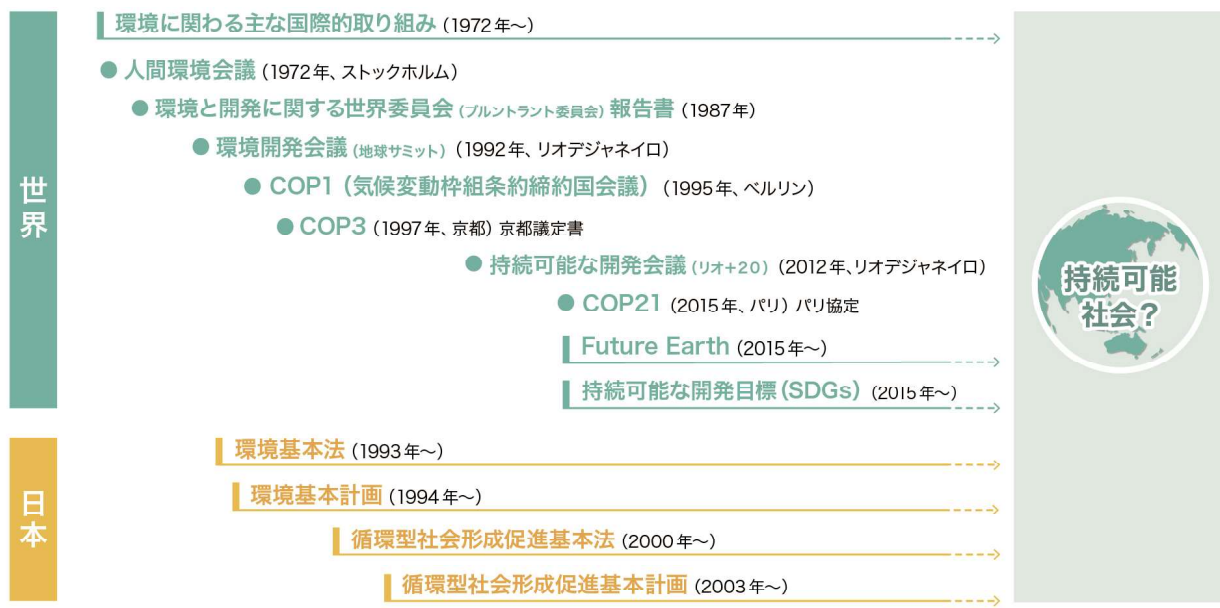 世界
環境に関わる主な国際的取り組み（1972年～）
● 人間環境会議（1972年、ストックホルム）
● 環境と開発に関する世界委員会（ブルントラント委員会）報告書（1987年）
● 環境開発会議（地球サミット）（1992年、リオデジャネイロ）
● COP1（気候変動枠組条約締約国会議）（1995年、ベルリン）
● COP3（1997年、京都）京都議定書
● 持続可能な開発会議（リオ+20）（2012年、リオデジャネイロ）
● COP21（2015年、パリ）パリ協定
Future Earth（2015年～）
持続可能な開発目標（SDGs）（2015年～）
日本
環境基本法（1993年～）
環境基本計画（1994年～）
循環型社会形成促進基本法（2000年～）
循環型社会形成促進基本計画（2003年～）
持続可能
社会？